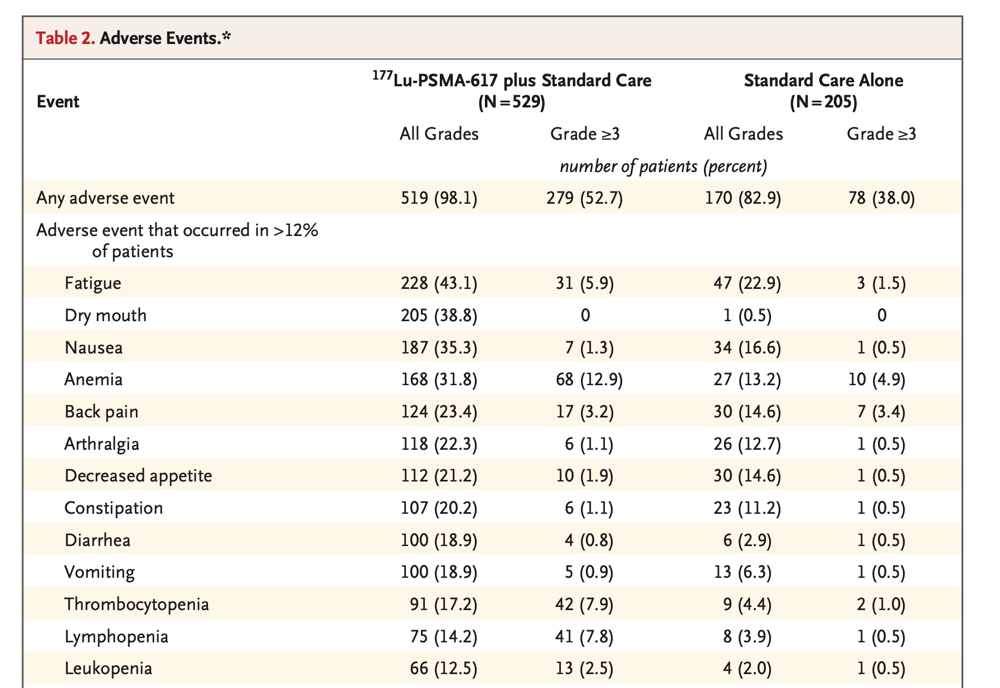 Table 2. Adverse Events.*
Event ¹⁷⁷Lu-PSMA-617 plus Standard Care (N=529) Standard Care Alone (N=205)
All Grades Grade ≥3 All Grades Grade ≥3
number of patients (percent)
Any adverse event 519 (98.1) 279 (52.7) 170 (82.9) 78 (38.0)
Adverse event that occurred in >12%
of patients
Fatigue 228 (43.1) 31 (5.9) 47 (22.9) 3 (1.5)
Dry mouth 205 (38.8) 0 1 (0.5) 0
Nausea 187 (35.3) 7 (1.3) 34 (16.6) 1 (0.5)
Anemia 168 (31.8) 68 (12.9) 27 (13.2) 10 (4.9)
Back pain 124 (23.4) 17 (3.2) 30 (14.6) 7 (3.4)
Arthralgia 118 (22.3) 6 (1.1) 26 (12.7) 1 (0.5)
Decreased appetite 112 (21.2) 10 (1.9) 30 (14.6) 1 (0.5)
Constipation 107 (20.2) 6 (1.1) 23 (11.2) 1 (0.5)
Diarrhea 100 (18.9) 4 (0.8) 6 (2.9) 1 (0.5)
Vomiting 100 (18.9) 5 (0.9) 13 (6.3) 1 (0.5)
Thrombocytopenia 91 (17.2) 42 (7.9) 9 (4.4) 2 (1.0)
Lymphopenia 75 (14.2) 41 (7.8) 8 (3.9) 1 (0.5)
Leukopenia 66 (12.5) 13 (2.5) 4 (2.0) 1 (0.5)